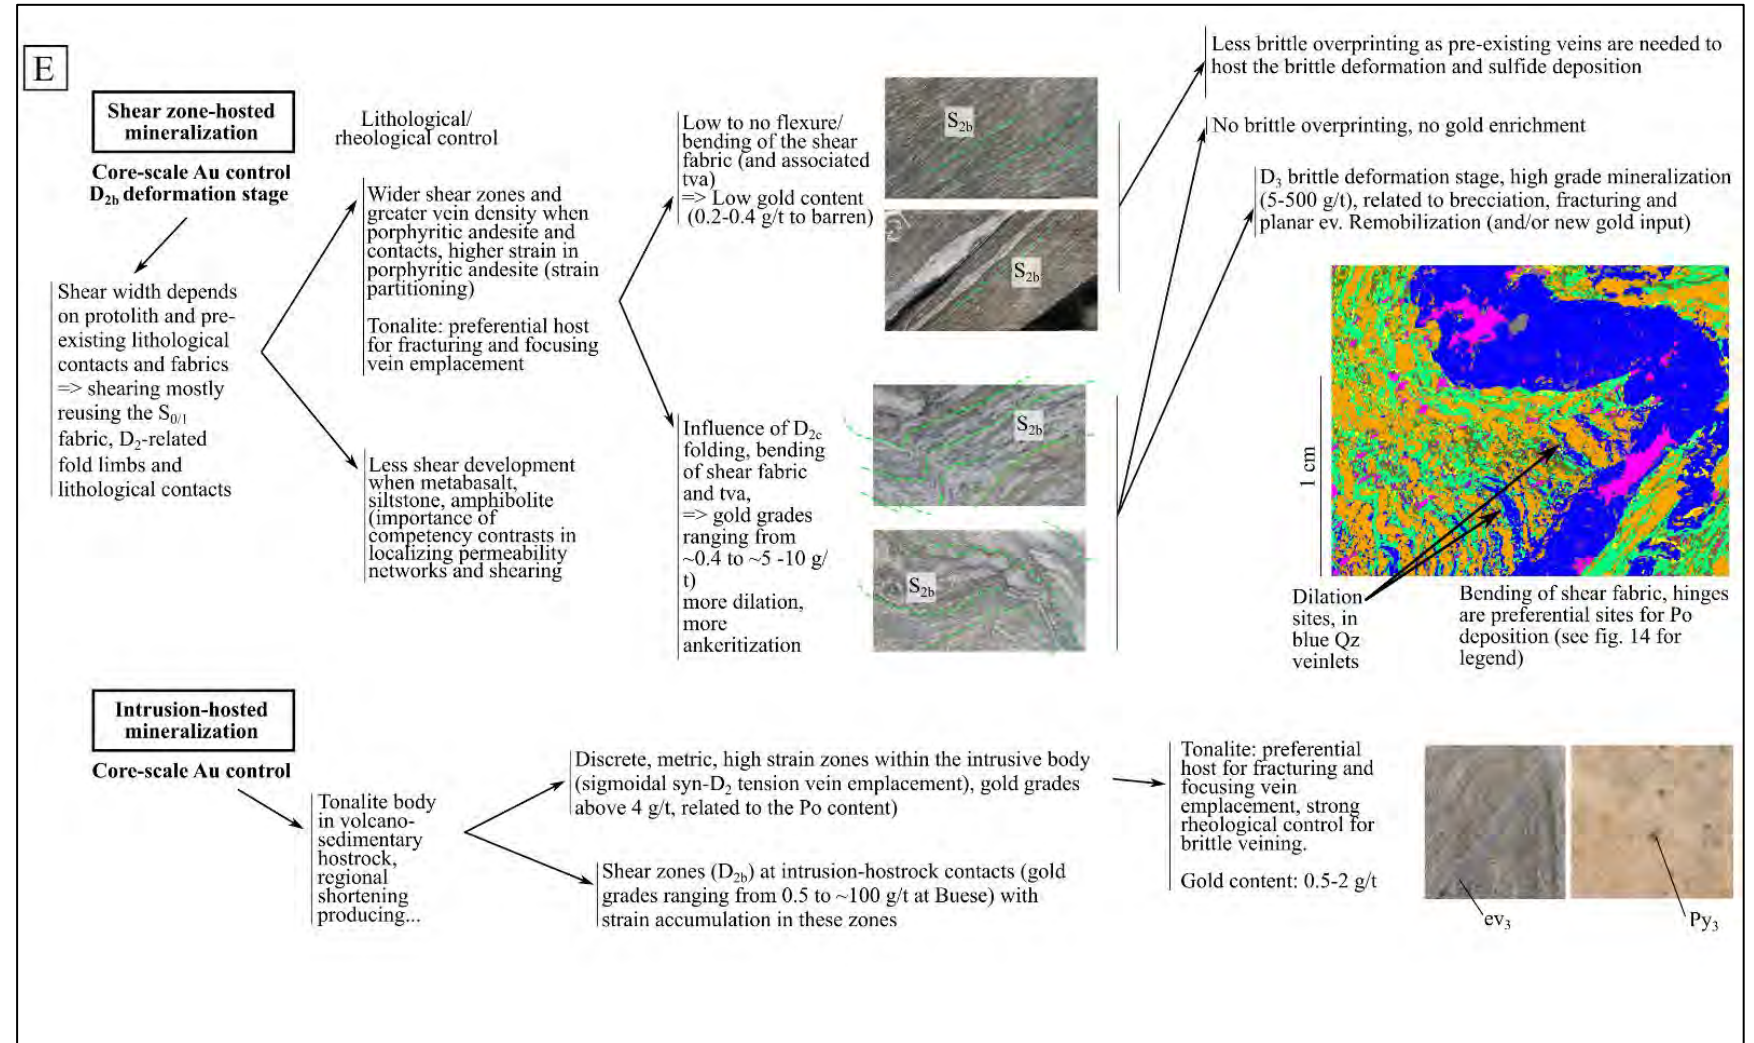 E
Shear zone-hosted
mineralization
Core-scale Au control
D2b deformation stage
Shear width depends
on protolith and pre-
existing lithological
contacts and fabrics
=> shearing mostly
reusing the S0/1
fabric, D2-related
fold limbs and
lithological contacts
Lithological/
rheological control
Wider shear zones and
greater vein density when
porphyritic andesite and
contacts, higher strain in
porphyritic andesite (strain
partitioning)
Tonalite: preferential host
for fracturing and focusing
vein emplacement
Less shear development
when metabasalt,
siltstone, amphibolite
(importance of
competency contrasts in
localizing permeability
networks and shearing
Low to no flexure/
bending of the shear
fabric (and associated
tva)
=> Low gold content
(0.2-0.4 g/t to barren)
S2b
S2b
Influence of D2c
folding, bending
of shear fabric
and tva,
=> gold grades
ranging from
~0.4 to ~5 -10 g/
t)
more dilation,
more
ankeritization
S2b
S2b
Less brittle overprinting as pre-existing veins are needed to
host the brittle deformation and sulfide deposition
No brittle overprinting, no gold enrichment
D3 brittle deformation stage, high grade mineralization
(5-500 g/t), related to brecciation, fracturing and
planar ev. Remobilization (and/or new gold input)
1 cm
Dilation
sites, in
blue Qz
veinlets
Bending of shear fabric, hinges
are preferential sites for Po
deposition (see fig. 14 for
legend)
Intrusion-hosted
mineralization
Core-scale Au control
Tonalite body
in volcano-
sedimentary
hostrock,
regional
shortening
producing...
Discrete, metric, high strain zones within the intrusive body
(sigmoidal syn-D2 tension vein emplacement), gold grades
above 4 g/t, related to the Po content)
Shear zones (D2b) at intrusion-hostrock contacts (gold
grades ranging from 0.5 to ~100 g/t at Buese) with
strain accumulation in these zones
Tonalite: preferential
host for fracturing and
focusing vein
emplacement, strong
rheological control for
brittle veining.
Gold content: 0.5-2 g/t
ev3
Py3